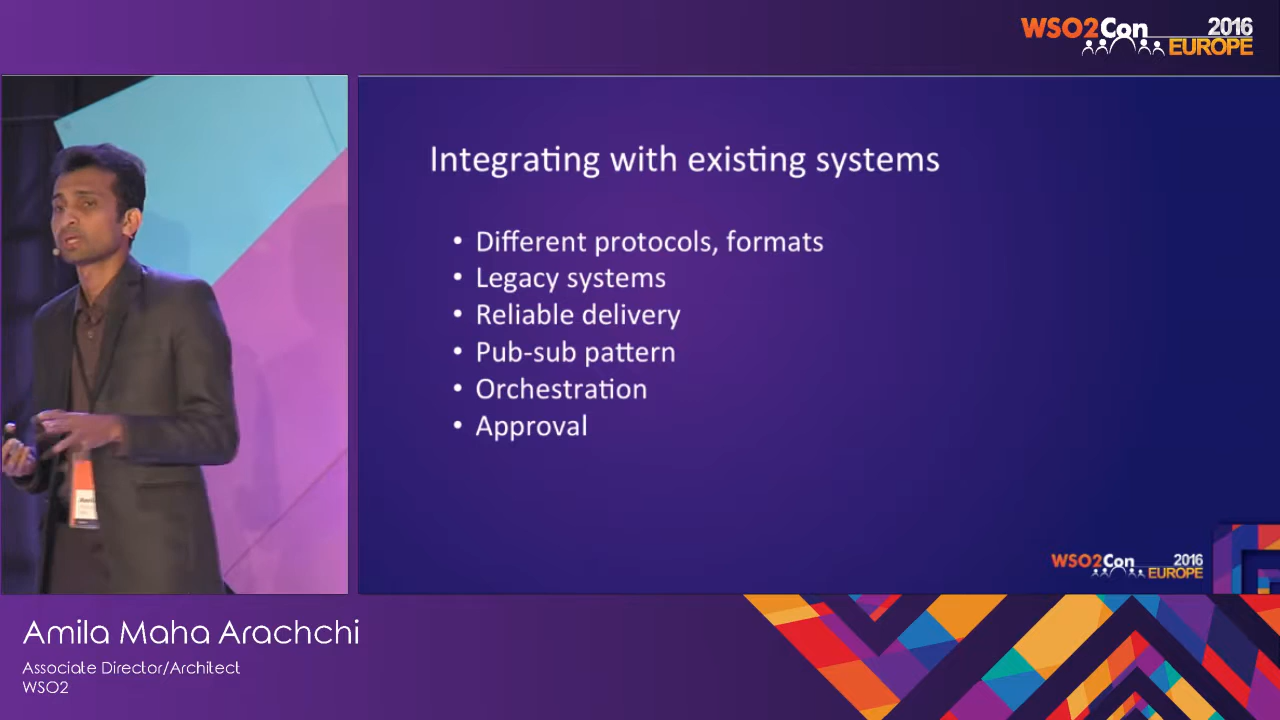 WSO2Con 2016
EUROPE
Integrating with existing systems
• Different protocols, formats
• Legacy systems
• Reliable delivery
• Pub-sub pattern
• Orchestration
• Approval
WSO2Con 2016
EUROPE
Amila Maha Arachchi
Associate Director/Architect
WSO2